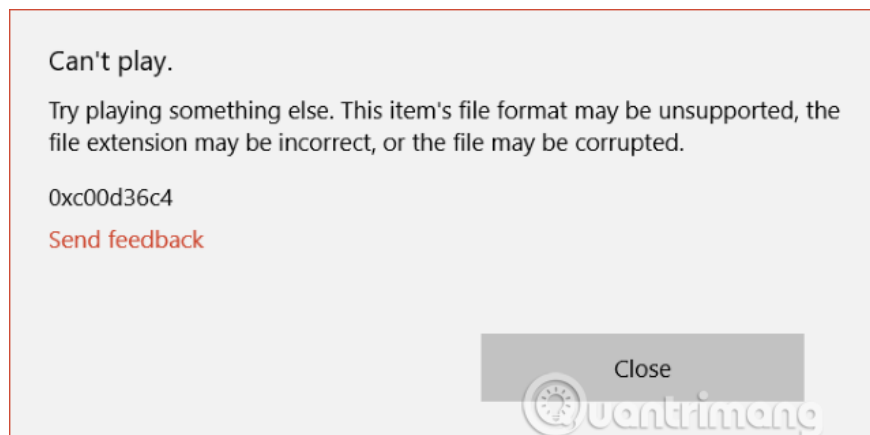 Can't play.
Try playing something else. This item's file format may be unsupported, the
file extension may be incorrect, or the file may be corrupted.
0xc00d36c4
Send feedback
Close
Quantrimang